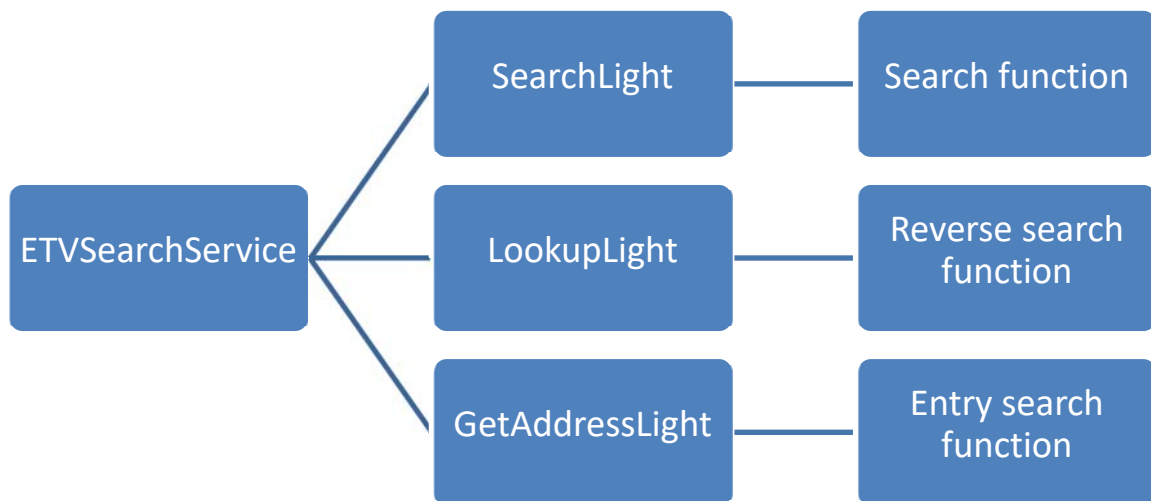 SearchLight
Search function
ETVSearchService
LookupLight
Reverse search
function
GetAddressLight
Entry search
function